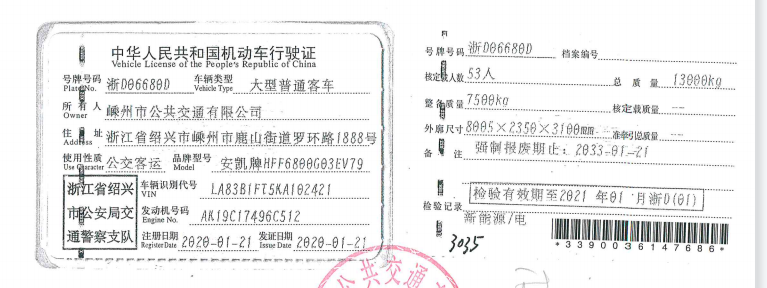 中华人民共和国机动车行驶证
Vehicle License of the People's Republic of China
号牌号码 浙D06680D 车辆类型 大型普通客车
Plate No. Vehicle Type
所有人 嵊州市公共交通有限公司
Owner
住址 浙江省绍兴市嵊州市鹿山街道罗环路1888号
Address
使用性质 公交客运 品牌型号 安凯牌HFF6800G03EV79
Use Character Model
浙江省绍兴
市公安局交
通警察支队
车辆识别代号 LA83B1FT5KA102421
VIN
发动机号码 AK19C17496C512
Engine No.
注册日期 2020-01-21 发证日期 2020-01-21
Register Date Issue Date
号牌号码 浙D06680D 档案编号
核定载人数 53人 总质量 13000kg
整备质量 7500kg 核定载质量 --
外廓尺寸 8005×2350×3100mm 准牵引总质量 --
备注 强制报废期止: 2033-01-21
检验有效期至2021 年01 月浙D(01)
检验记录
新能源/电
*3390036147686*
3035
公共交通